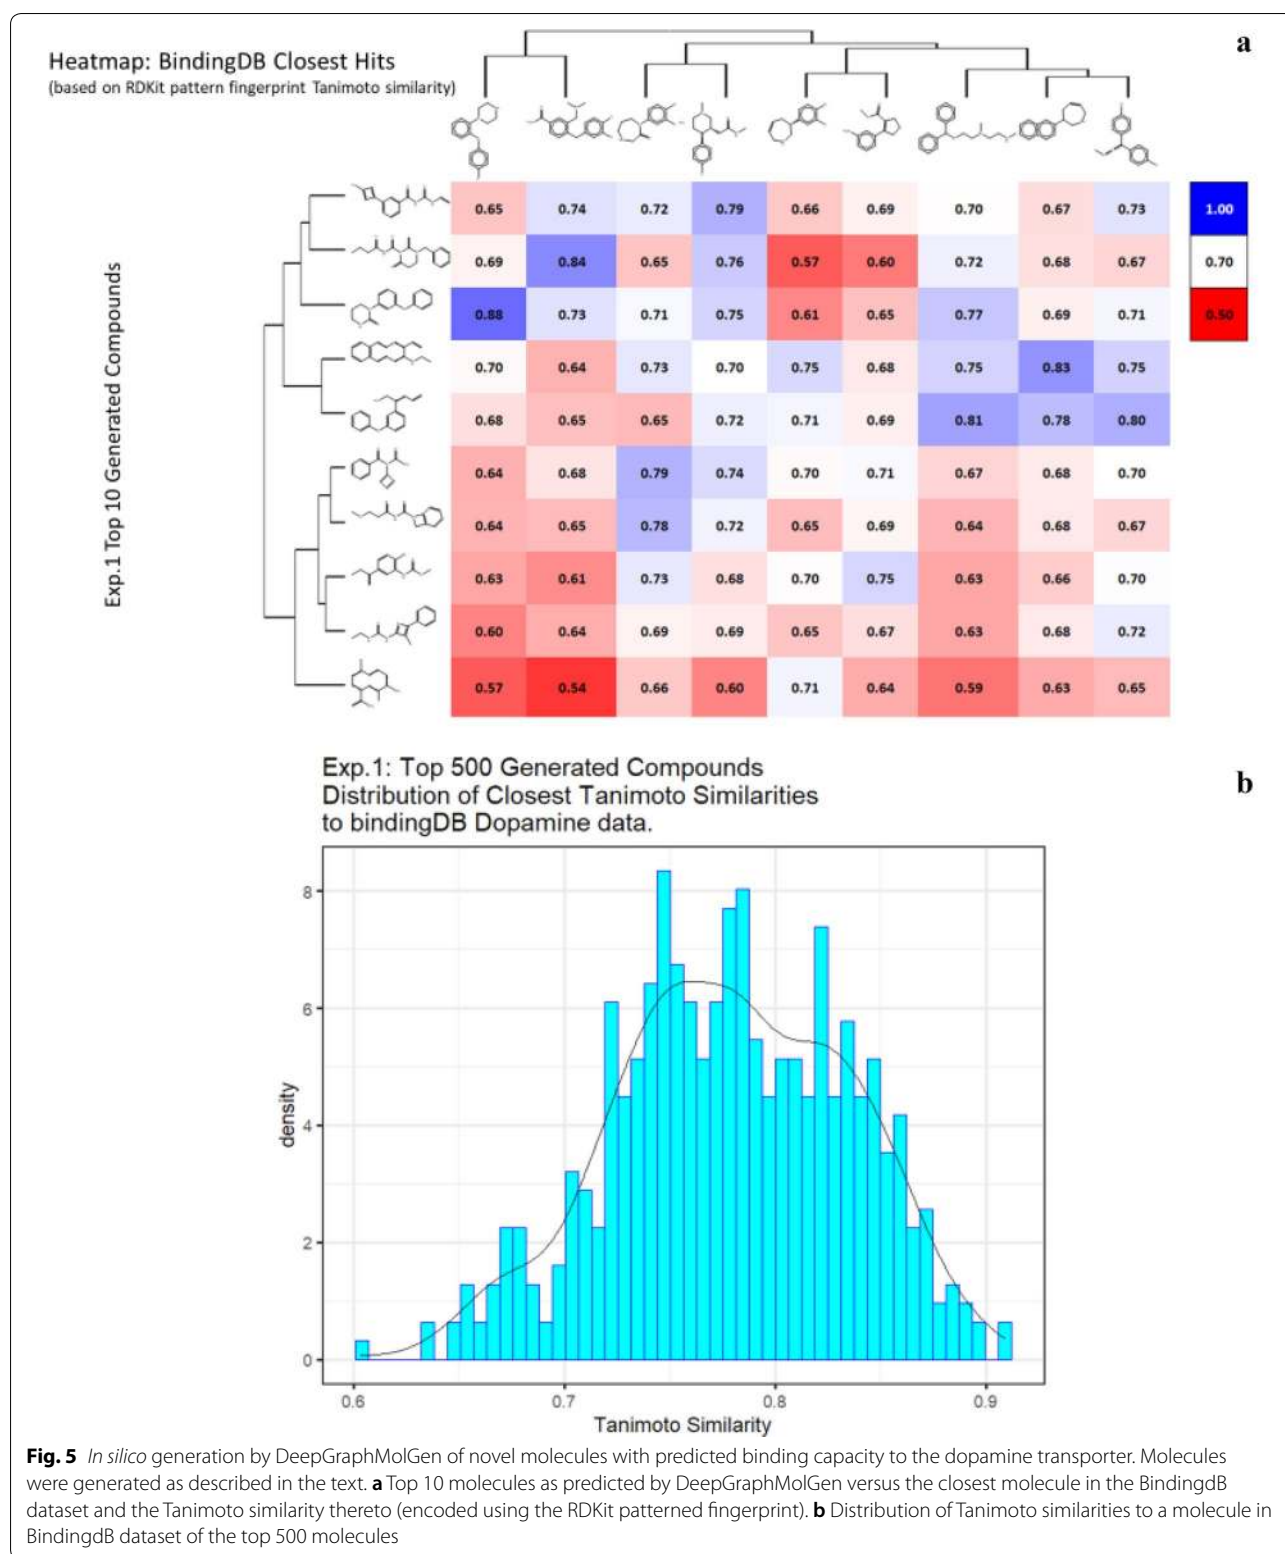 a
Heatmap: BindingDB Closest Hits
(based on RDKit pattern fingerprint Tanimoto similarity)
Exp.1 Top 10 Generated Compounds
0.65 0.74 0.72 0.79 0.66 0.69 0.70 0.67 0.73
0.69 0.84 0.65 0.76 0.57 0.60 0.72 0.68 0.67
0.88 0.73 0.71 0.75 0.61 0.65 0.77 0.69 0.71
0.70 0.64 0.73 0.70 0.75 0.68 0.75 0.83 0.75
0.68 0.65 0.65 0.72 0.71 0.69 0.81 0.78 0.80
0.64 0.68 0.79 0.74 0.70 0.71 0.67 0.68 0.70
0.64 0.65 0.78 0.72 0.65 0.69 0.64 0.68 0.67
0.63 0.61 0.73 0.68 0.70 0.75 0.63 0.66 0.70
0.60 0.64 0.69 0.69 0.65 0.67 0.63 0.68 0.72
0.57 0.54 0.66 0.60 0.71 0.64 0.59 0.63 0.65
1.00
0.70
0.50
b
Exp.1: Top 500 Generated Compounds
Distribution of Closest Tanimoto Similarities
to bindingDB Dopamine data.
density
8
6
4
2
0
0.6 0.7 0.8 0.9
Tanimoto Similarity
Fig. 5 In silico generation by DeepGraphMolGen of novel molecules with predicted binding capacity to the dopamine transporter. Molecules
were generated as described in the text. a Top 10 molecules as predicted by DeepGraphMolGen versus the closest molecule in the BindingdB
dataset and the Tanimoto similarity thereto (encoded using the RDKit patterned fingerprint). b Distribution of Tanimoto similarities to a molecule in
BindingdB dataset of the top 500 molecules